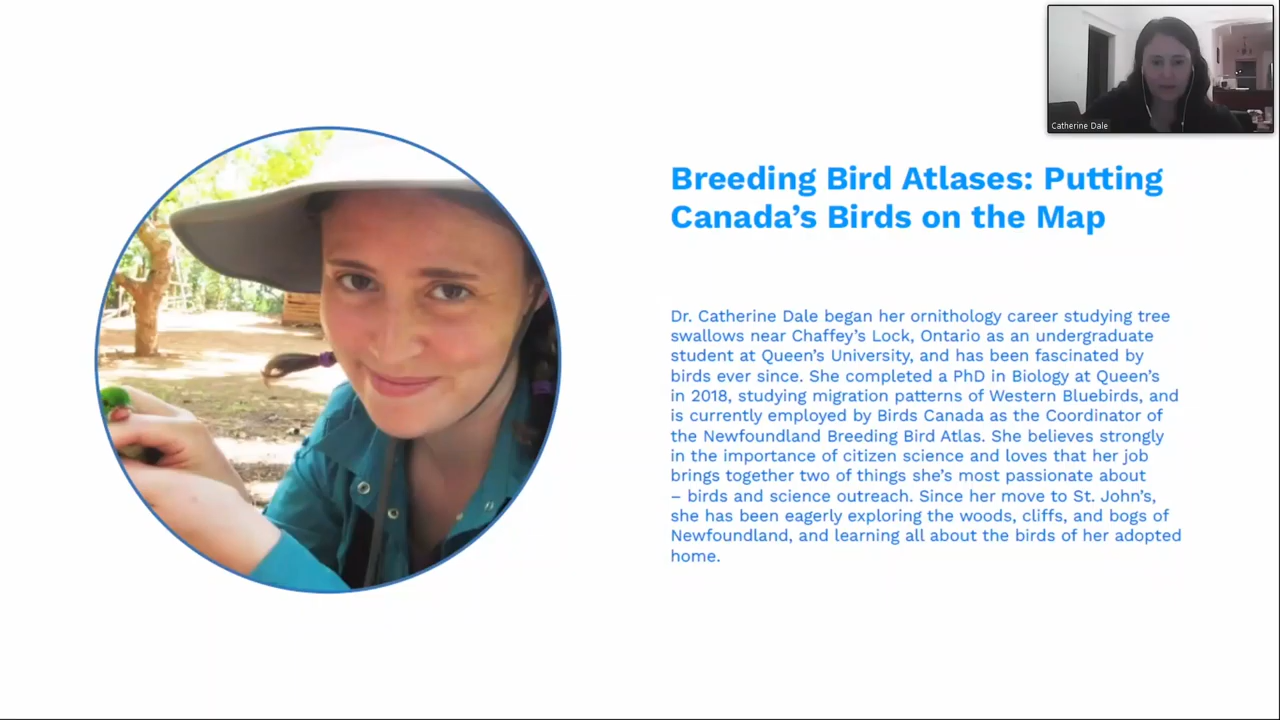 Catherine Dale
Breeding Bird Atlases: Putting
Canada’s Birds on the Map
Dr. Catherine Dale began her ornithology career studying tree
swallows near Chaffey’s Lock, Ontario as an undergraduate
student at Queen’s University, and has been fascinated by
birds ever since. She completed a PhD in Biology at Queen’s
in 2018, studying migration patterns of Western Bluebirds, and
is currently employed by Birds Canada as the Coordinator of
the Newfoundland Breeding Bird Atlas. She believes strongly
in the importance of citizen science and loves that her job
brings together two of things she’s most passionate about
– birds and science outreach. Since her move to St. John’s,
she has been eagerly exploring the woods, cliffs, and bogs of
Newfoundland, and learning all about the birds of her adopted
home.